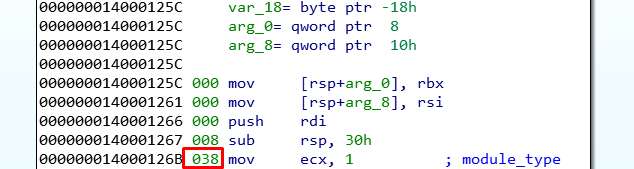 000000014000125C var_18= byte ptr -18h
000000014000125C arg_0= qword ptr 8
000000014000125C arg_8= qword ptr 10h
000000014000125C
000000014000125C 000 mov [rsp+arg_0], rbx
0000000140001261 000 mov [rsp+arg_8], rsi
0000000140001266 000 push rdi
0000000140001267 008 sub rsp, 30h
000000014000126B 038 mov ecx, 1 ; module_type